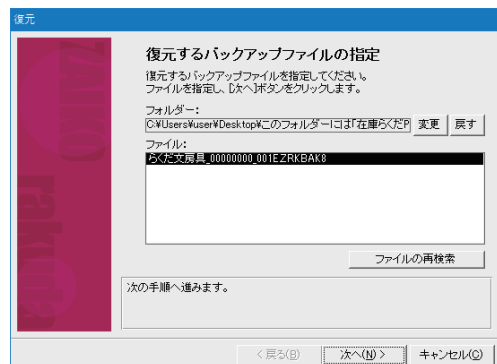 復元
ZAIKO
rakuda
復元するバックアップファイルの指定
復元するバックアップファイルを指定してください。
ファイルを指定し、[次へ]ボタンをクリックします。
フォルダー:
C:¥Users¥user¥Desktop¥このフォルダーには「在庫らくだP
変更
戻す
ファイル:
らくだ文房具_00000000_001EZRKBAK8
ファイルの再検索
次の手順へ進みます。
< 戻る(B)
次へ(N) >
キャンセル(C)